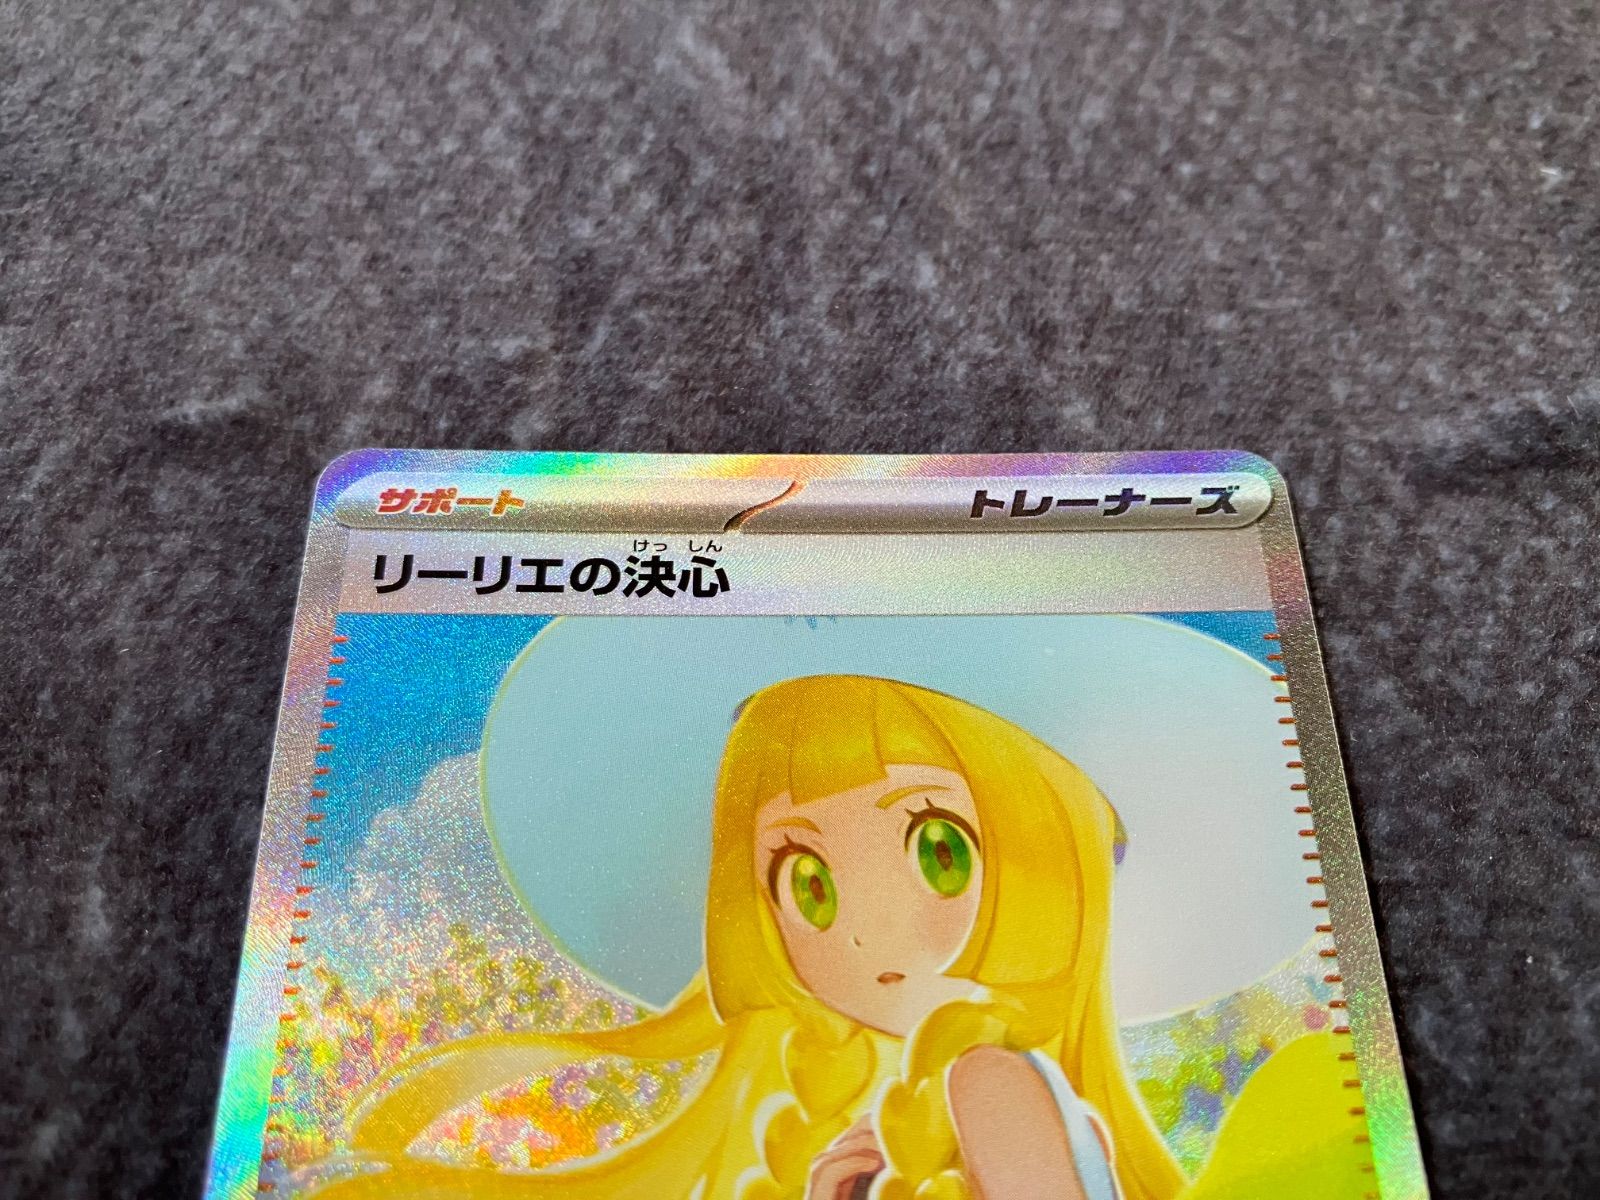 サポート
トレーナーズ
けっ しん
リーリエの決心